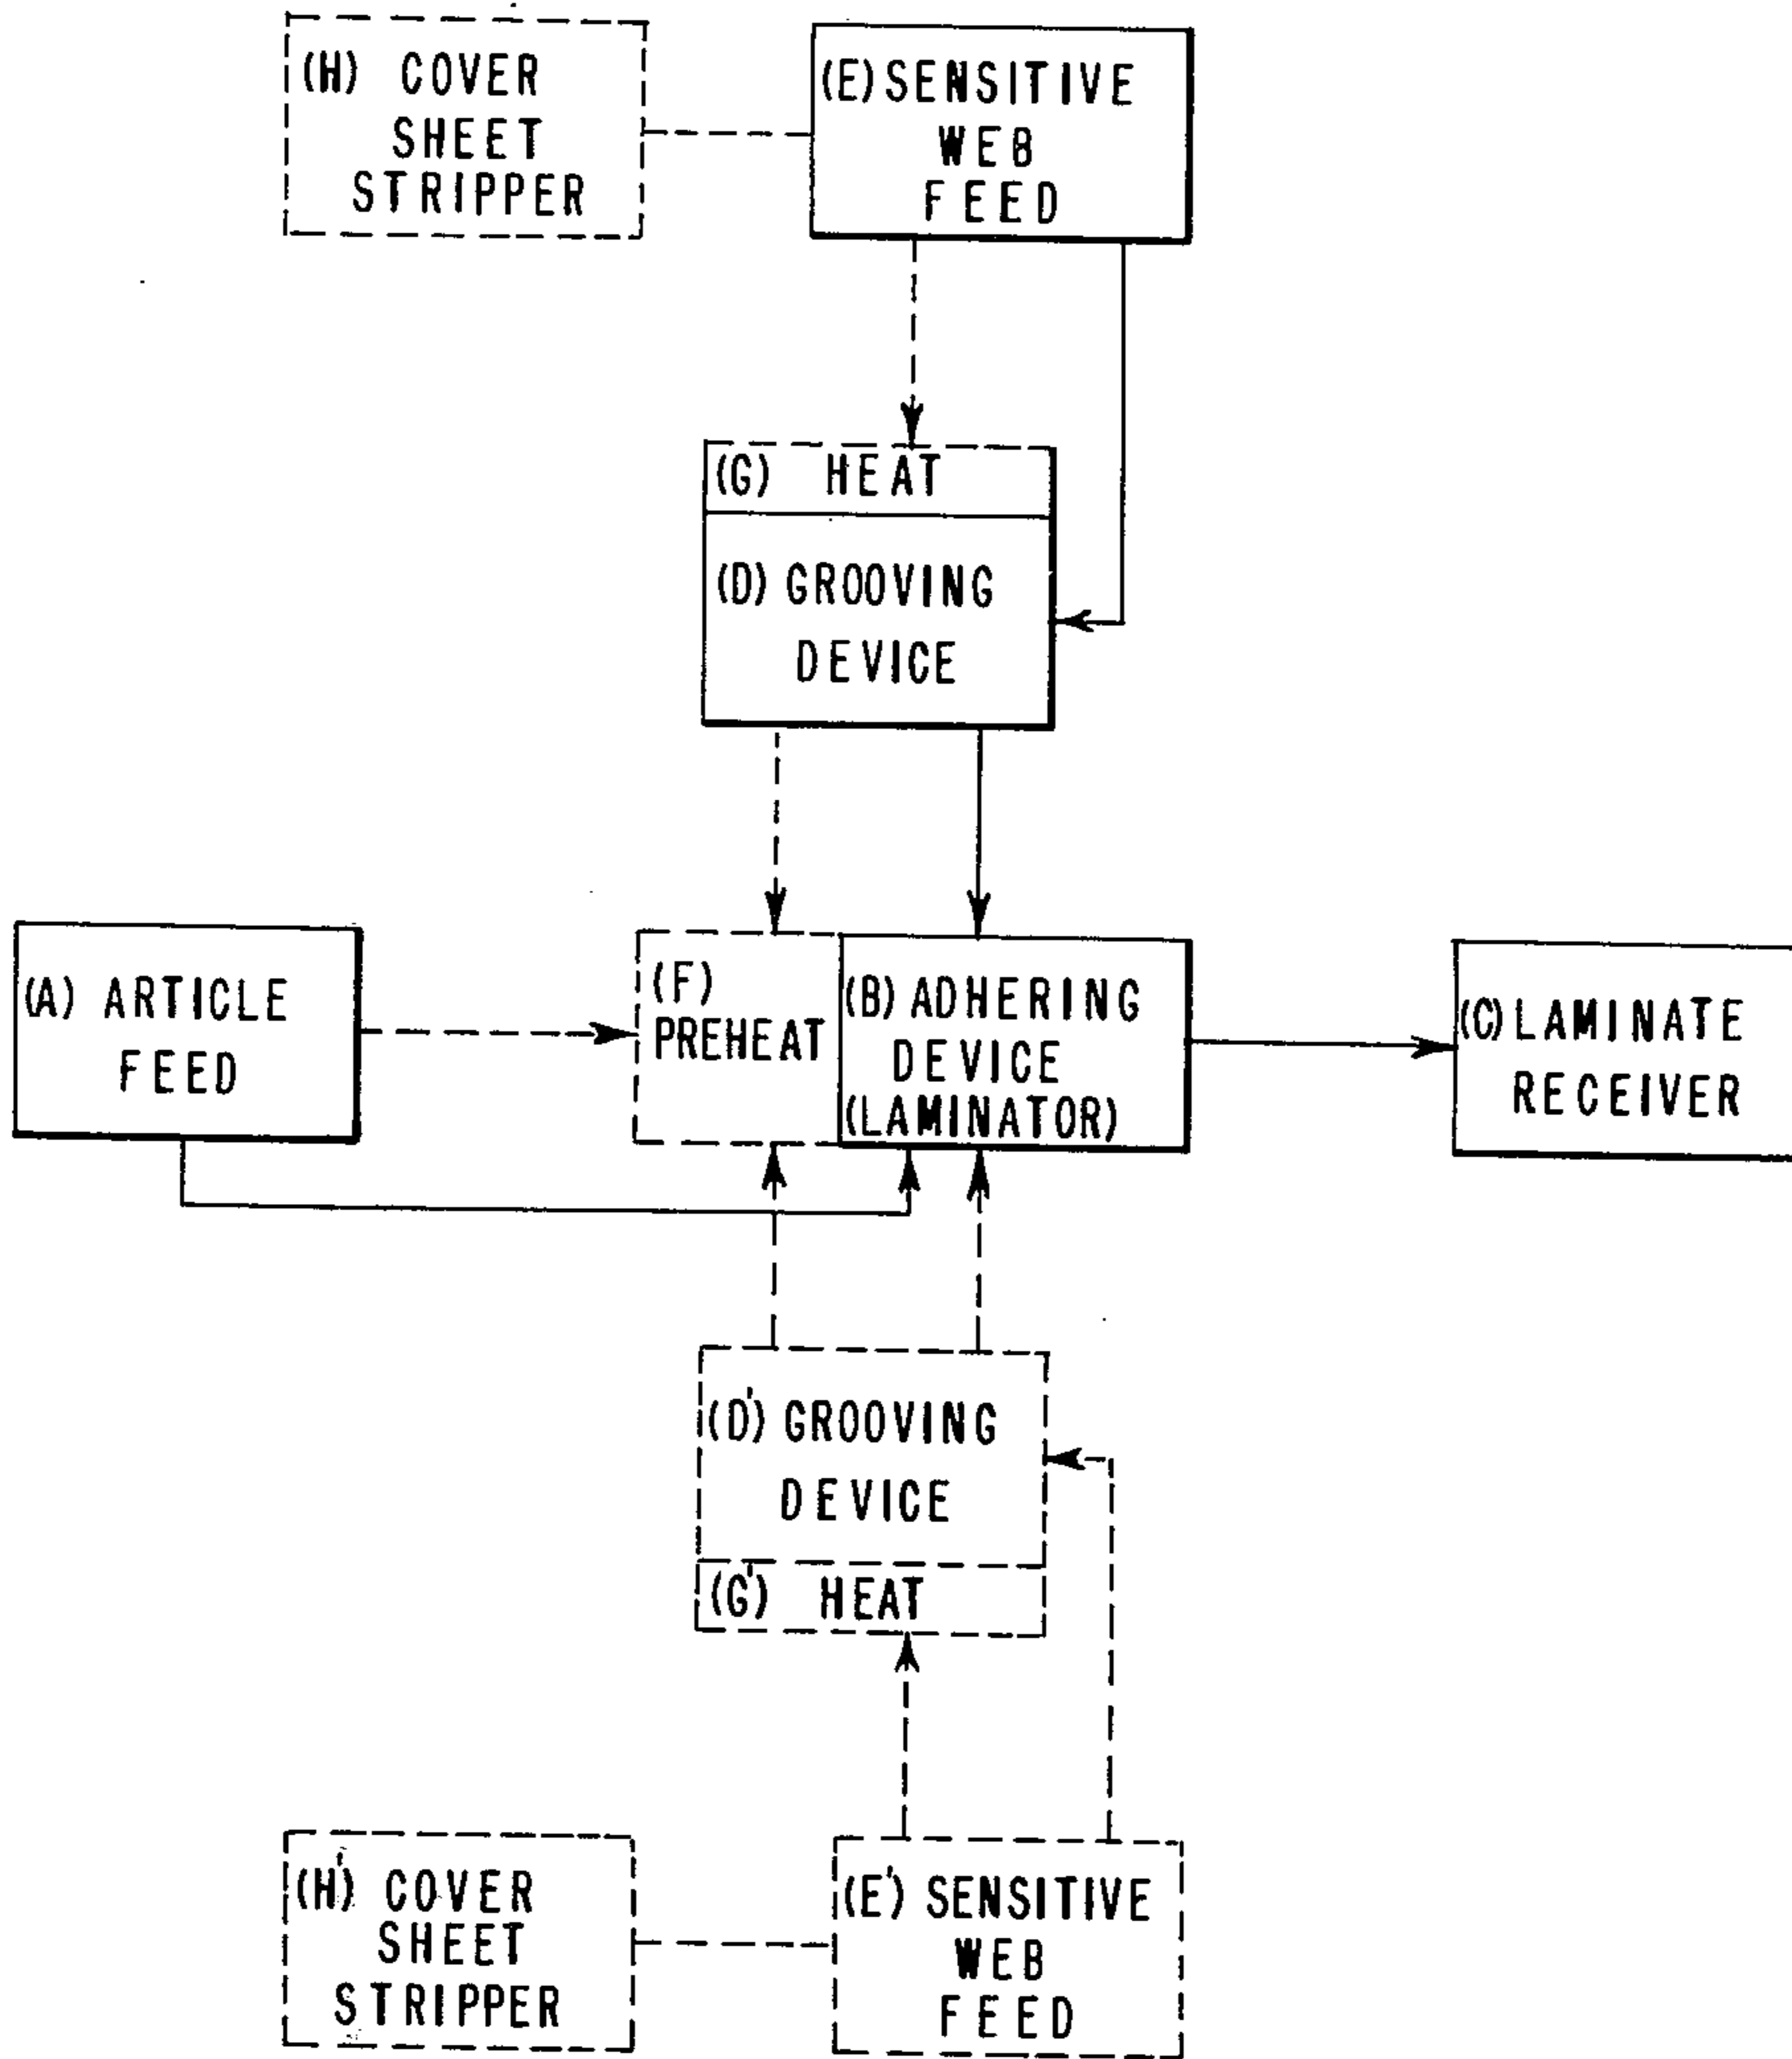 (H) COVER
SHEET
STRIPPER
(E) SENSITIVE
WEB
FEED
(G) HEAT
(D) GROOVING
DEVICE
(A) ARTICLE
FEED
(F)
PREHEAT
(B) ADHERING
DEVICE
(LAMINATOR)
(C) LAMINATE
RECEIVER
(D') GROOVING
DEVICE
(G') HEAT
(H') COVER
SHEET
STRIPPER
(E') SENSITIVE
WEB
FEED